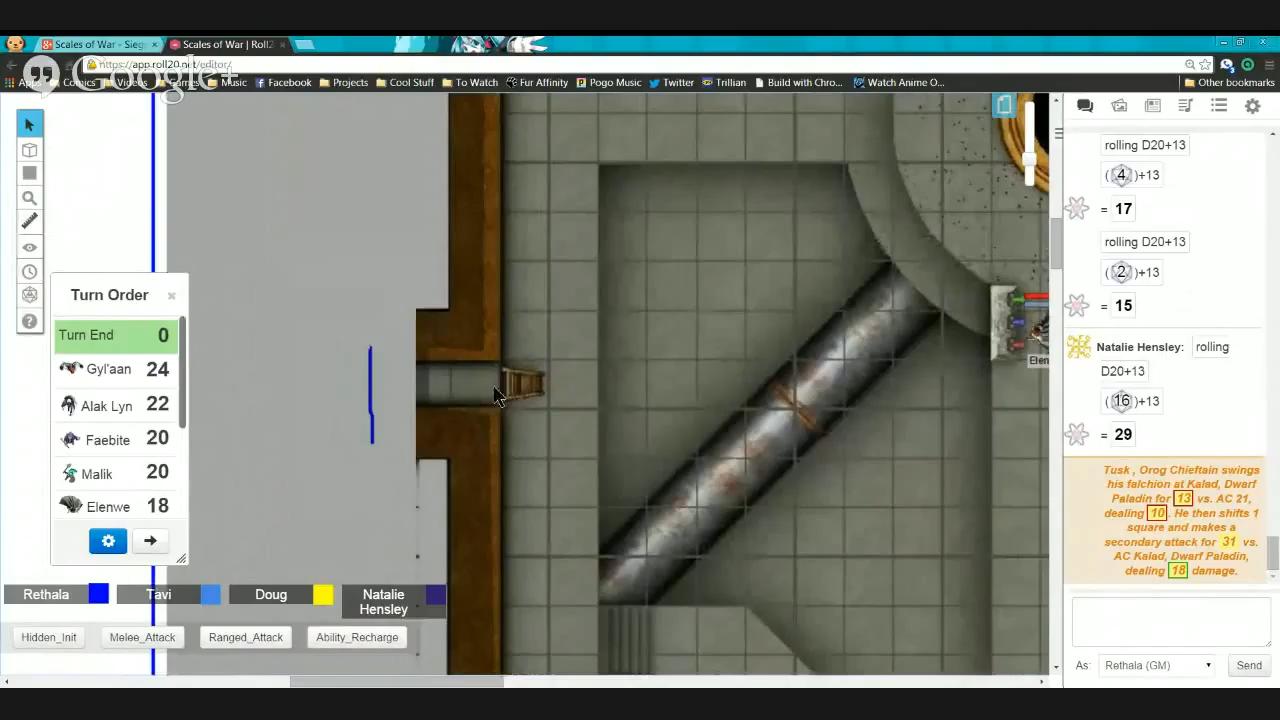 Scales of War - Sieg
Scales of War | Roll2
https://app.roll20.net/editor/
Google+
Apps
Comics
Videos
Games
Music
Facebook
Projects
Cool Stuff
To Watch
Fur Affinity
Pogo Music
Twitter
Trillian
Build with Chro...
Watch Anime O...
Other bookmarks
rolling D20+13
(4)+13
= 17
rolling D20+13
(2)+13
= 15
Natalie Hensley: rolling
D20+13
(16)+13
= 29
Tusk , Orog Chieftain swings
his falchion at Kalad, Dwarf
Paladin for 13 vs. AC 21,
dealing 10. He then shifts 1
square and makes a
secondary attack for 31 vs.
AC Kalad, Dwarf Paladin,
dealing 18 damage.
As: Rethala (GM)
Send
Elen
Turn Order
Turn End 0
Gyl'aan 24
Alak Lyn 22
Faebite 20
Malik 20
Elenwe 18
Rethala
Tavi
Doug
Natalie
Hensley
Hidden_Init
Melee_Attack
Ranged_Attack
Ability_Recharge